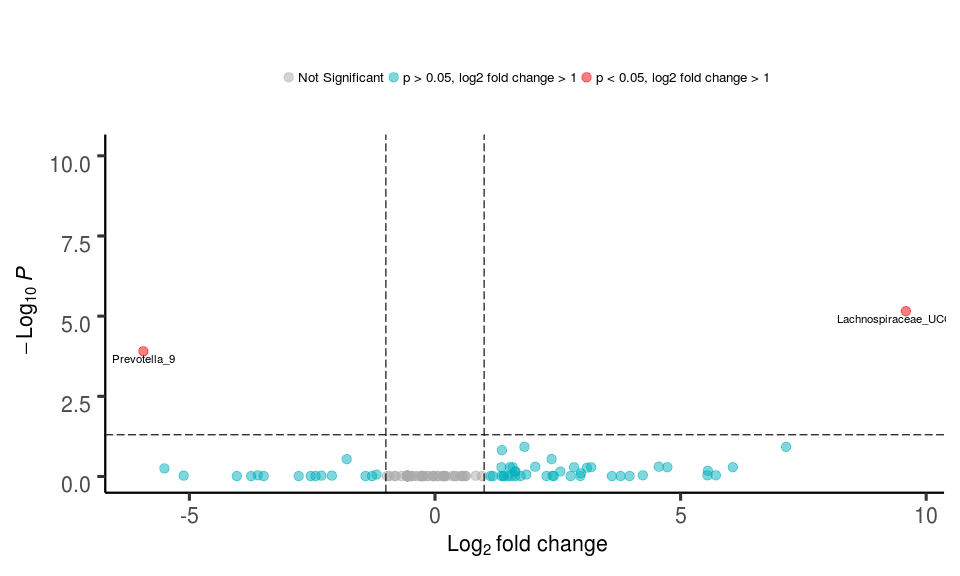 Not Significant p > 0.05, log2 fold change > 1 p < 0.05, log2 fold change > 1
10.0
7.5
5.0
2.5
0.0
− Log10 P
Lachnospiraceae_UC
Prevotella_9
-5 0 5 10
Log2 fold change